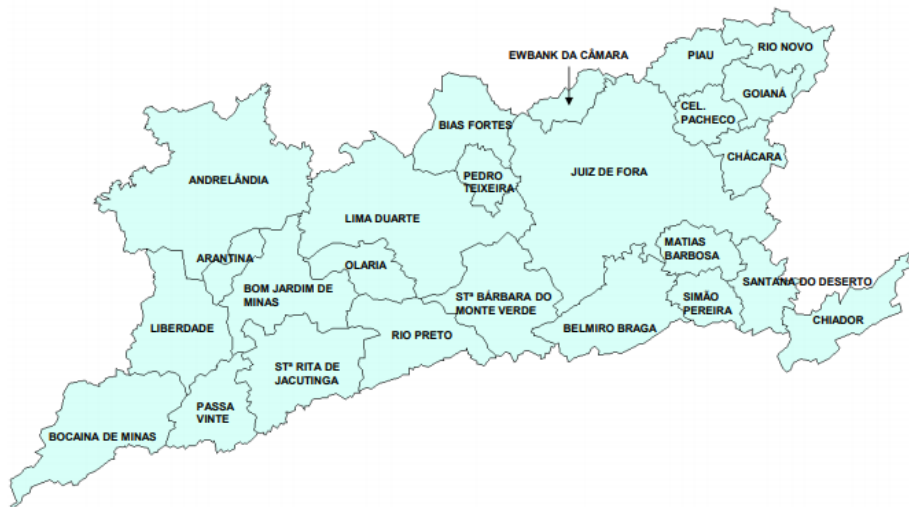 EWBANK DA CÂMARA
PIAU
RIO NOVO
GOIANÁ
CEL.
PACHECO
BIAS FORTES
CHÁCARA
PEDRO
TEIXEIRA
JUIZ DE FORA
ANDRELÂNDIA
LIMA DUARTE
MATIAS
BARBOSA
ARANTINA
OLARIA
SANTANA DO DESERTO
BOM JARDIM DE
MINAS
STª BÁRBARA DO
MONTE VERDE
SIMÃO
PEREIRA
CHIADOR
LIBERDADE
BELMIRO BRAGA
RIO PRETO
STª RITA DE
JACUTINGA
PASSA
VINTE
BOCAINA DE MINAS